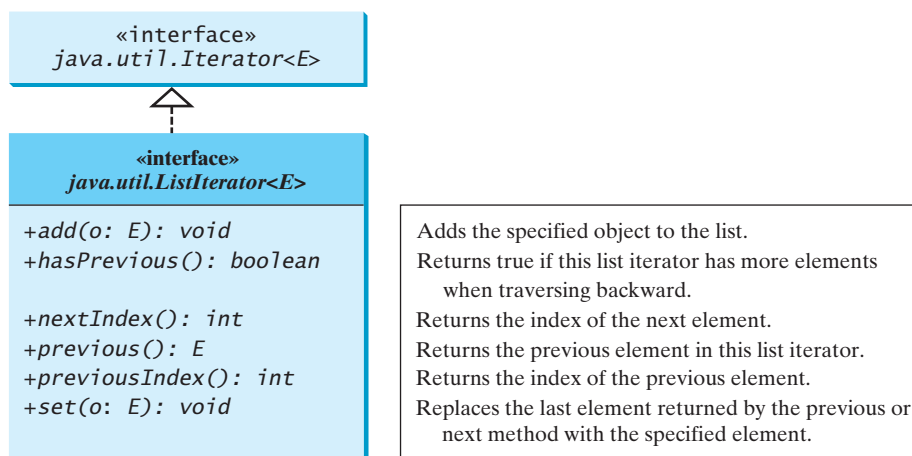 «interface»
java.util.Iterator<E>
«interface»
java.util.ListIterator<E>
+add(o: E): void
+hasPrevious(): boolean
+nextIndex(): int
+previous(): E
+previousIndex(): int
+set(o: E): void
Adds the specified object to the list.
Returns true if this list iterator has more elements
when traversing backward.
Returns the index of the next element.
Returns the previous element in this list iterator.
Returns the index of the previous element.
Replaces the last element returned by the previous or
next method with the specified element.